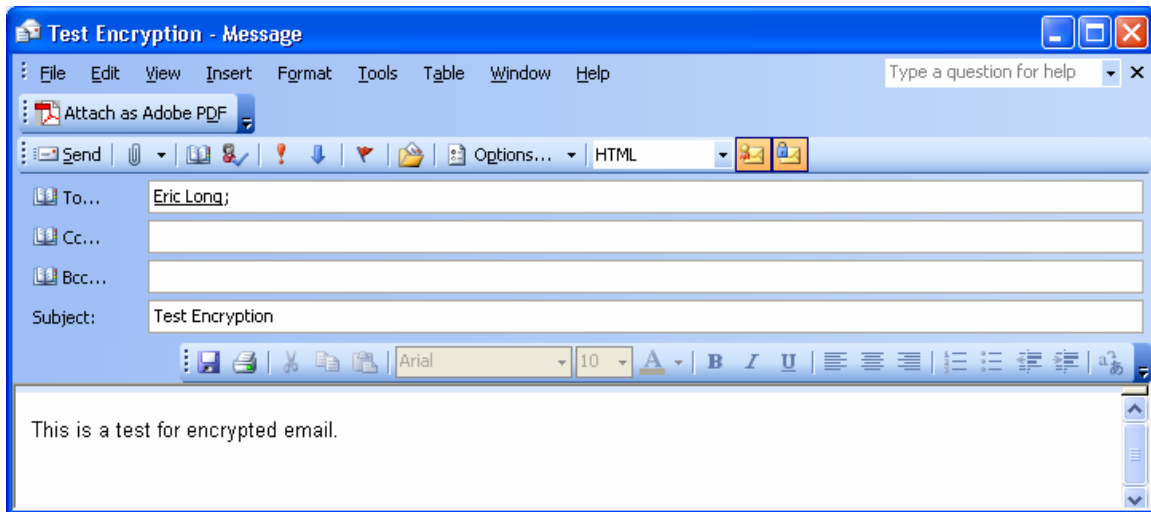 Test Encryption - Message
File Edit View Insert Format Tools Table Window Help Type a question for help
Attach as Adobe PDF
Send Options... HTML
To... Eric Long;
Cc...
Bcc...
Subject: Test Encryption
Arial 10 A B I U
This is a test for encrypted email.